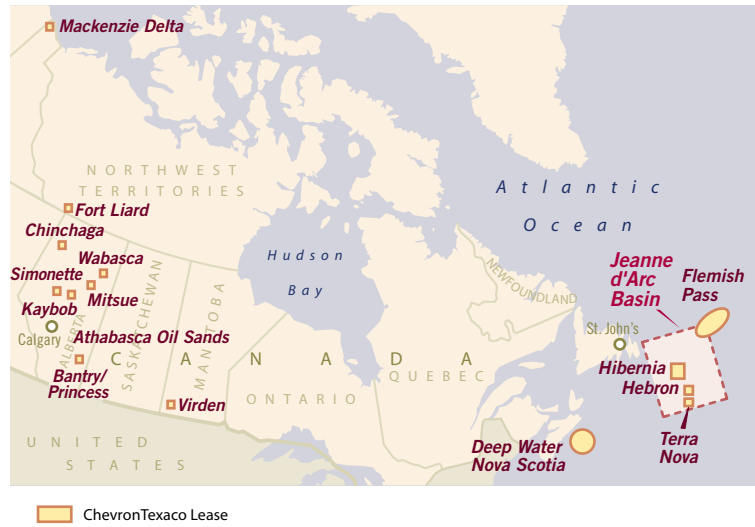 Mackenzie Delta
NORTHWEST
TERRITORIES
Atlantic
Ocean
Fort Liard
Chinchaga
Wabasca
Simonette
Mitsue
Kaybob
Calgary
ALBERTA
SASKATCHEWAN
MANITOBA
Athabasca Oil Sands
Bantry/
Princess
Virden
Hudson
Bay
CANADA
ONTARIO
QUEBEC
NEWFOUNDLAND
St. John's
Jeanne
d'Arc
Basin
Flemish
Pass
Hibernia
Hebron
Terra
Nova
Deep Water
Nova Scotia
UNITED
STATES
ChevronTexaco Lease